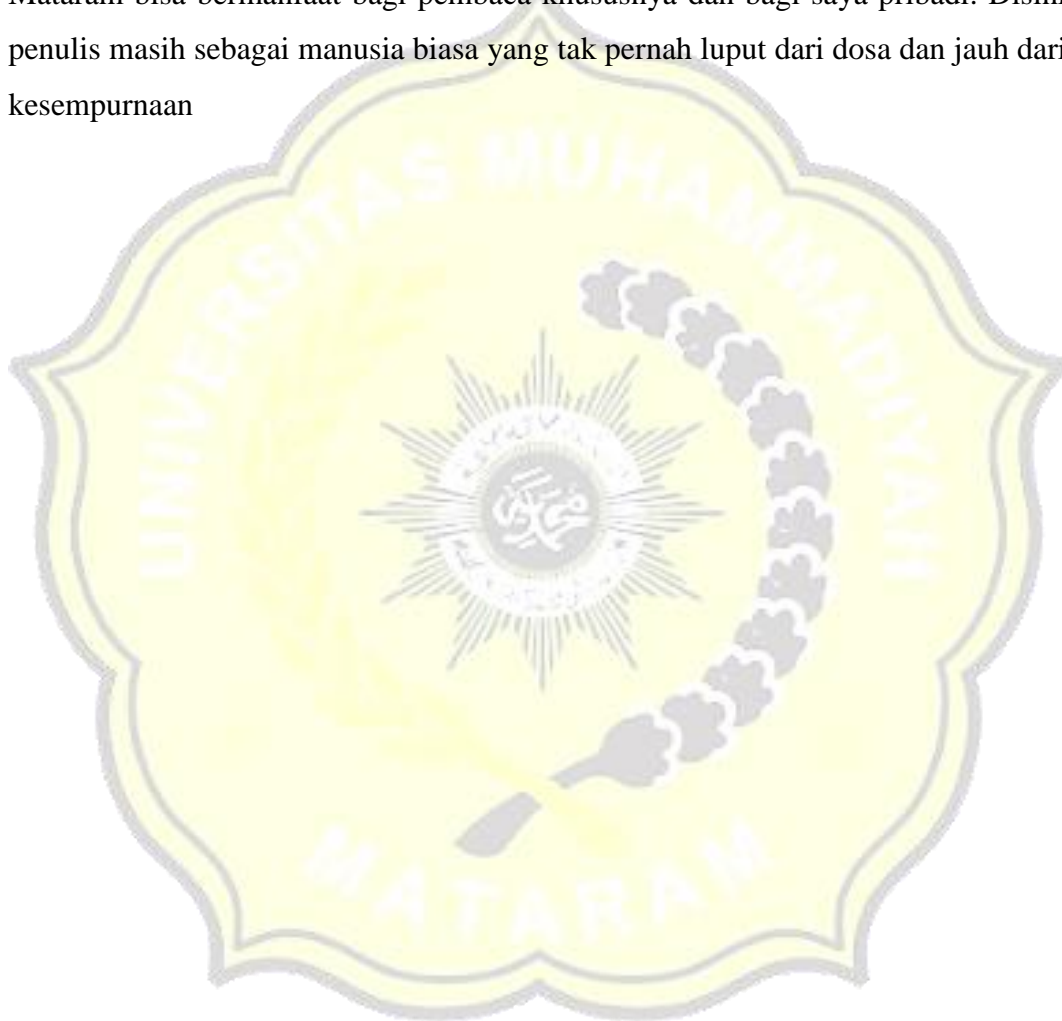 Mataram bisa bermanfaat bagi pembaca khususnya dan bagi saya pribadi. Disini
penulis masih sebagai manusia biasa yang tak pernah luput dari dosa dan jauh dari
kesempurnaan
UNIVERSITAS MUHAMMADIYAH
MATARAM